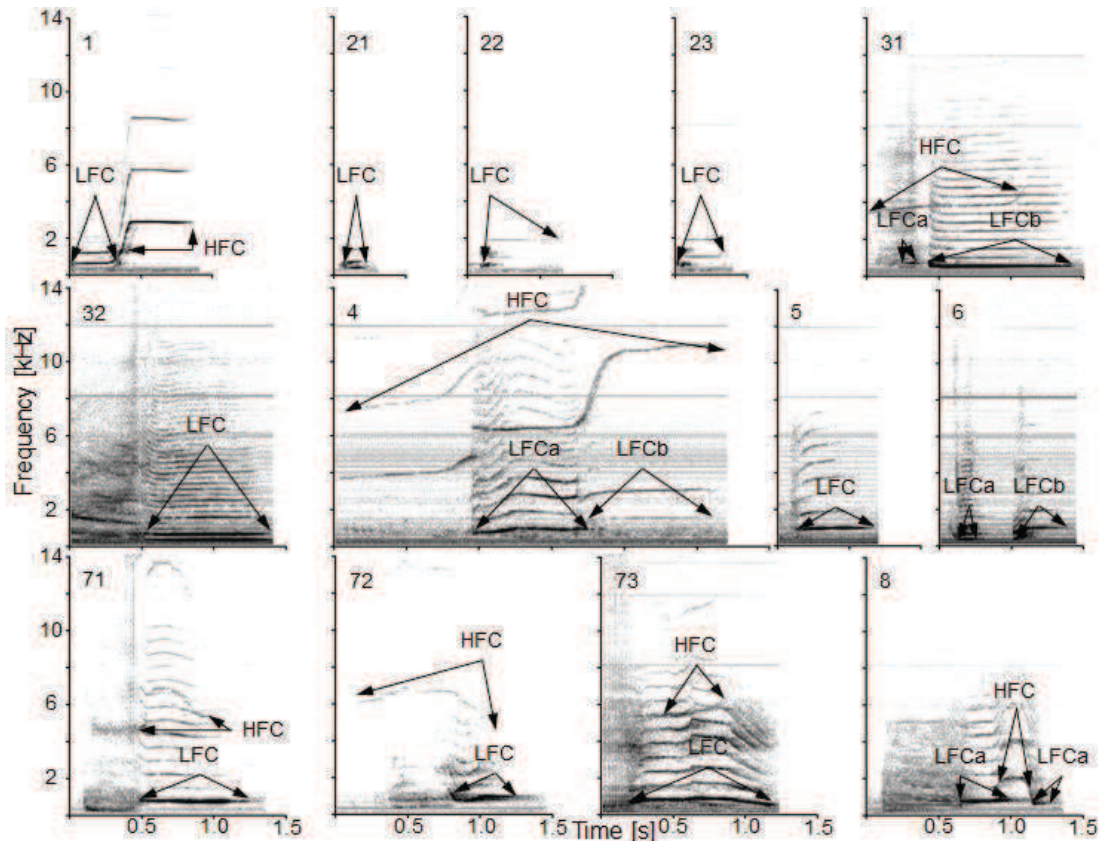 14 1 21 22 23 31
10
6 LFC LFC LFC LFC HFC
2 HFC LFCa LFCb
14 32 4 HFC 5 6
10
6 LFC LFCa LFCb
2 LFC LFCa LFCb
Frequency [kHz]
14 71 72 73 8
10
6 HFC HFC HFC HFC
2 LFC LFC LFC LFCa LFCa
0.5 1.0 1.5 0.5 1.0 1.5 0.5 1.0 1.5 0.5 1.0 1.5
Time [s]